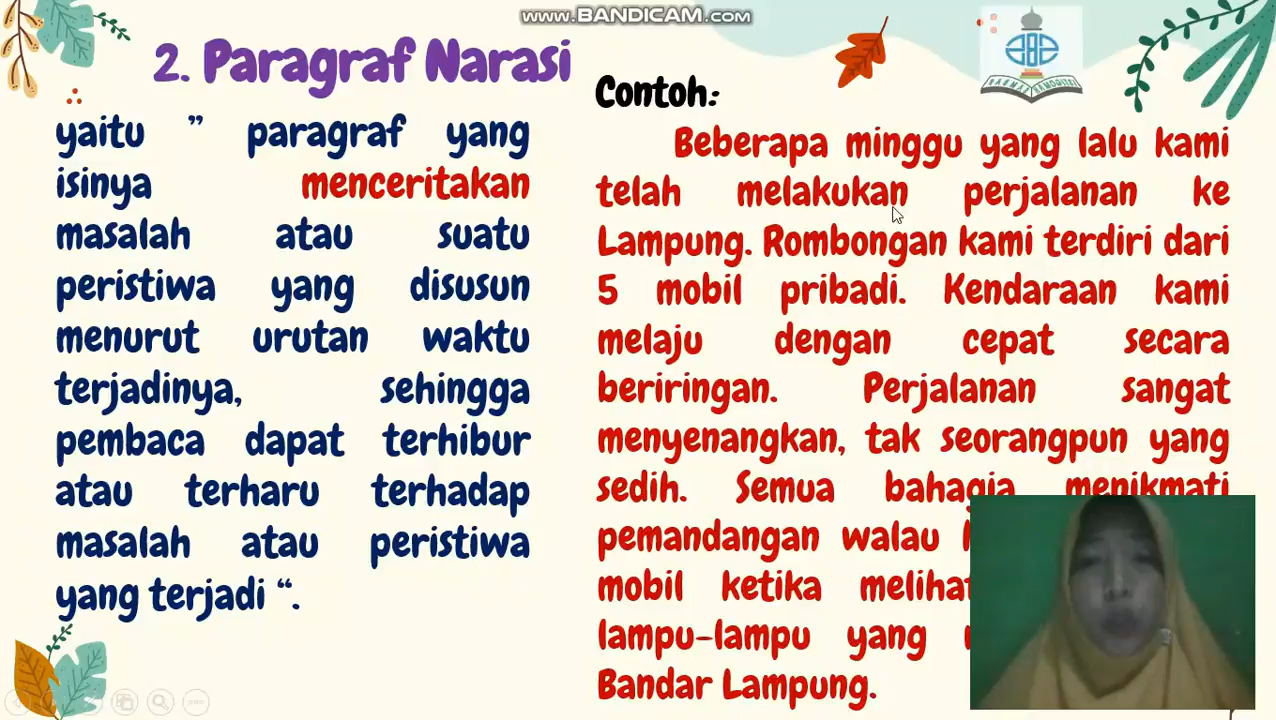 WWW.BANDICAM.COM
2. Paragraf Narasi
yaitu ” paragraf yang
isinya menceritakan
masalah atau suatu
peristiwa yang disusun
menurut urutan waktu
terjadinya, sehingga
pembaca dapat terhibur
atau terharu terhadap
masalah atau peristiwa
yang terjadi “.
Contoh:
Beberapa minggu yang lalu kami
telah melakukan perjalanan ke
Lampung. Rombongan kami terdiri dari
5 mobil pribadi. Kendaraan kami
melaju dengan cepat secara
beriringan. Perjalanan sangat
menyenangkan, tak seorangpun yang
sedih. Semua bahagia menikmati
pemandangan walau
mobil ketika
lampu-lampu yang
Bandar Lampung.